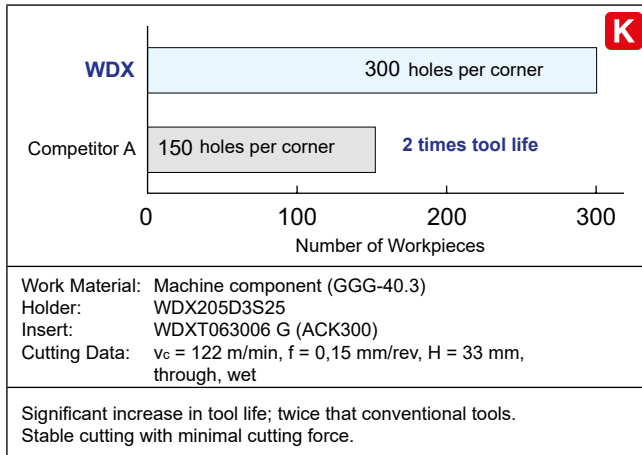 K
WDX
300 holes per corner
Competitor A
150 holes per corner
2 times tool life
0 100 200 300
Number of Workpieces
Work Material: Machine component (GGG-40.3)
Holder: WDX205D3S25
Insert: WDXT063006 G (ACK300)
Cutting Data: vc = 122 m/min, f = 0,15 mm/rev, H = 33 mm,
through, wet
Significant increase in tool life; twice that conventional tools.
Stable cutting with minimal cutting force.